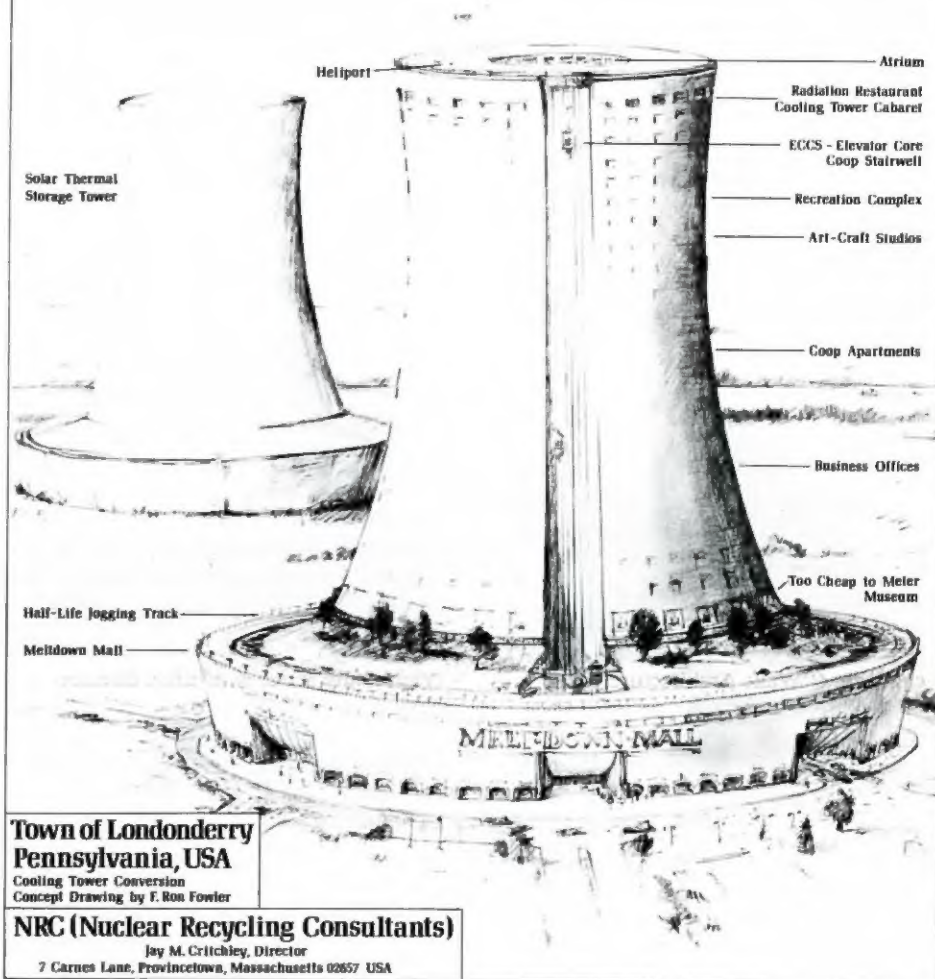 Heliport
Atrium
Radiation Restaurant
Cooling Tower Cabaret
ECCS - Elevator Core
Coop Stairwell
Solar Thermal
Storage Tower
Recreation Complex
Art-Craft Studios
Coop Apartments
Business Offices
Too Cheap to Meter
Museum
Half-Life Jogging Track
Meltdown Mall
MELTDOWN MALL
Town of Londonderry
Pennsylvania, USA
Cooling Tower Conversion
Concept Drawing by F. Ron Fowler
NRC (Nuclear Recycling Consultants)
Jay M. Critchley, Director
7 Carnes Lane, Provincetown, Massachusetts 02657 USA